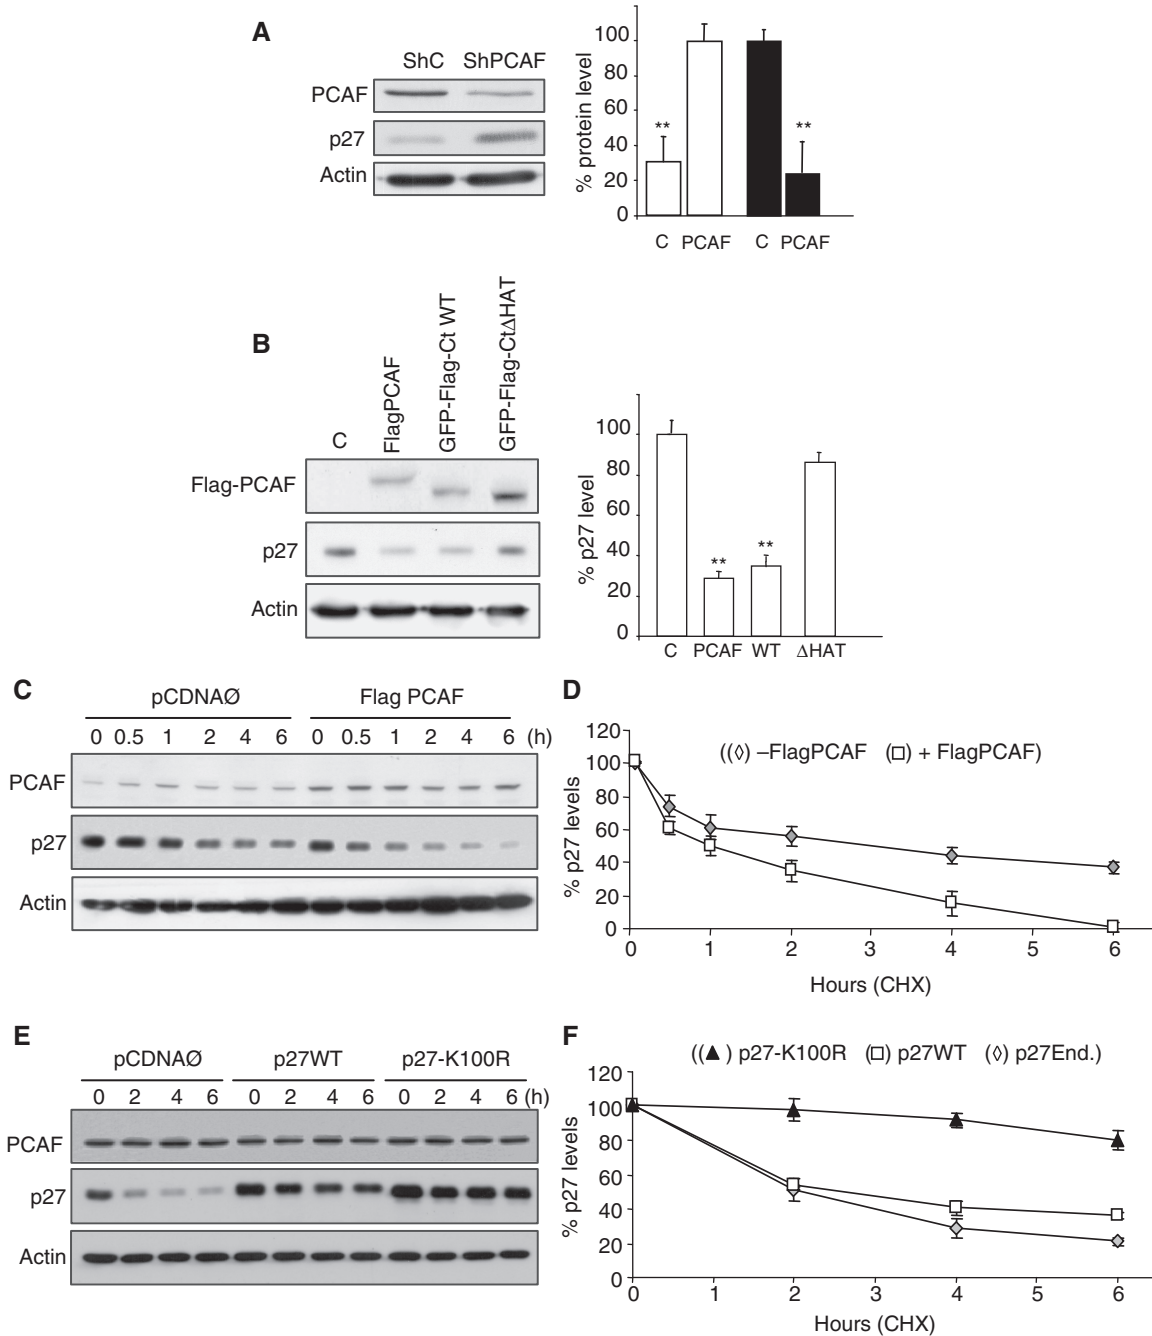 A
ShC ShPCAF
PCAF
p27
Actin
% protein level
100
80
60
40
20
0
** **
C PCAF C PCAF
B
C
FlagPCAF
GFP-Flag-Ct WT
GFP-Flag-CtΔHAT
Flag-PCAF
p27
Actin
% p27 level
100
80
60
40
20
0
** **
C PCAF WT ΔHAT
C
pCDNAØ Flag PCAF
0 0.5 1 2 4 6 0 0.5 1 2 4 6 (h)
PCAF
p27
Actin
D
((◊) –FlagPCAF (□) + FlagPCAF)
% p27 levels
120
100
80
60
40
20
0
0 1 2 3 4 5 6
Hours (CHX)
E
pCDNAØ p27WT p27-K100R
0 2 4 6 0 2 4 6 0 2 4 6 (h)
PCAF
p27
Actin
F
((▲) p27-K100R (□) p27WT (◊) p27End.)
% p27 levels
120
100
80
60
40
20
0
0 1 2 3 4 5 6
Hours (CHX)